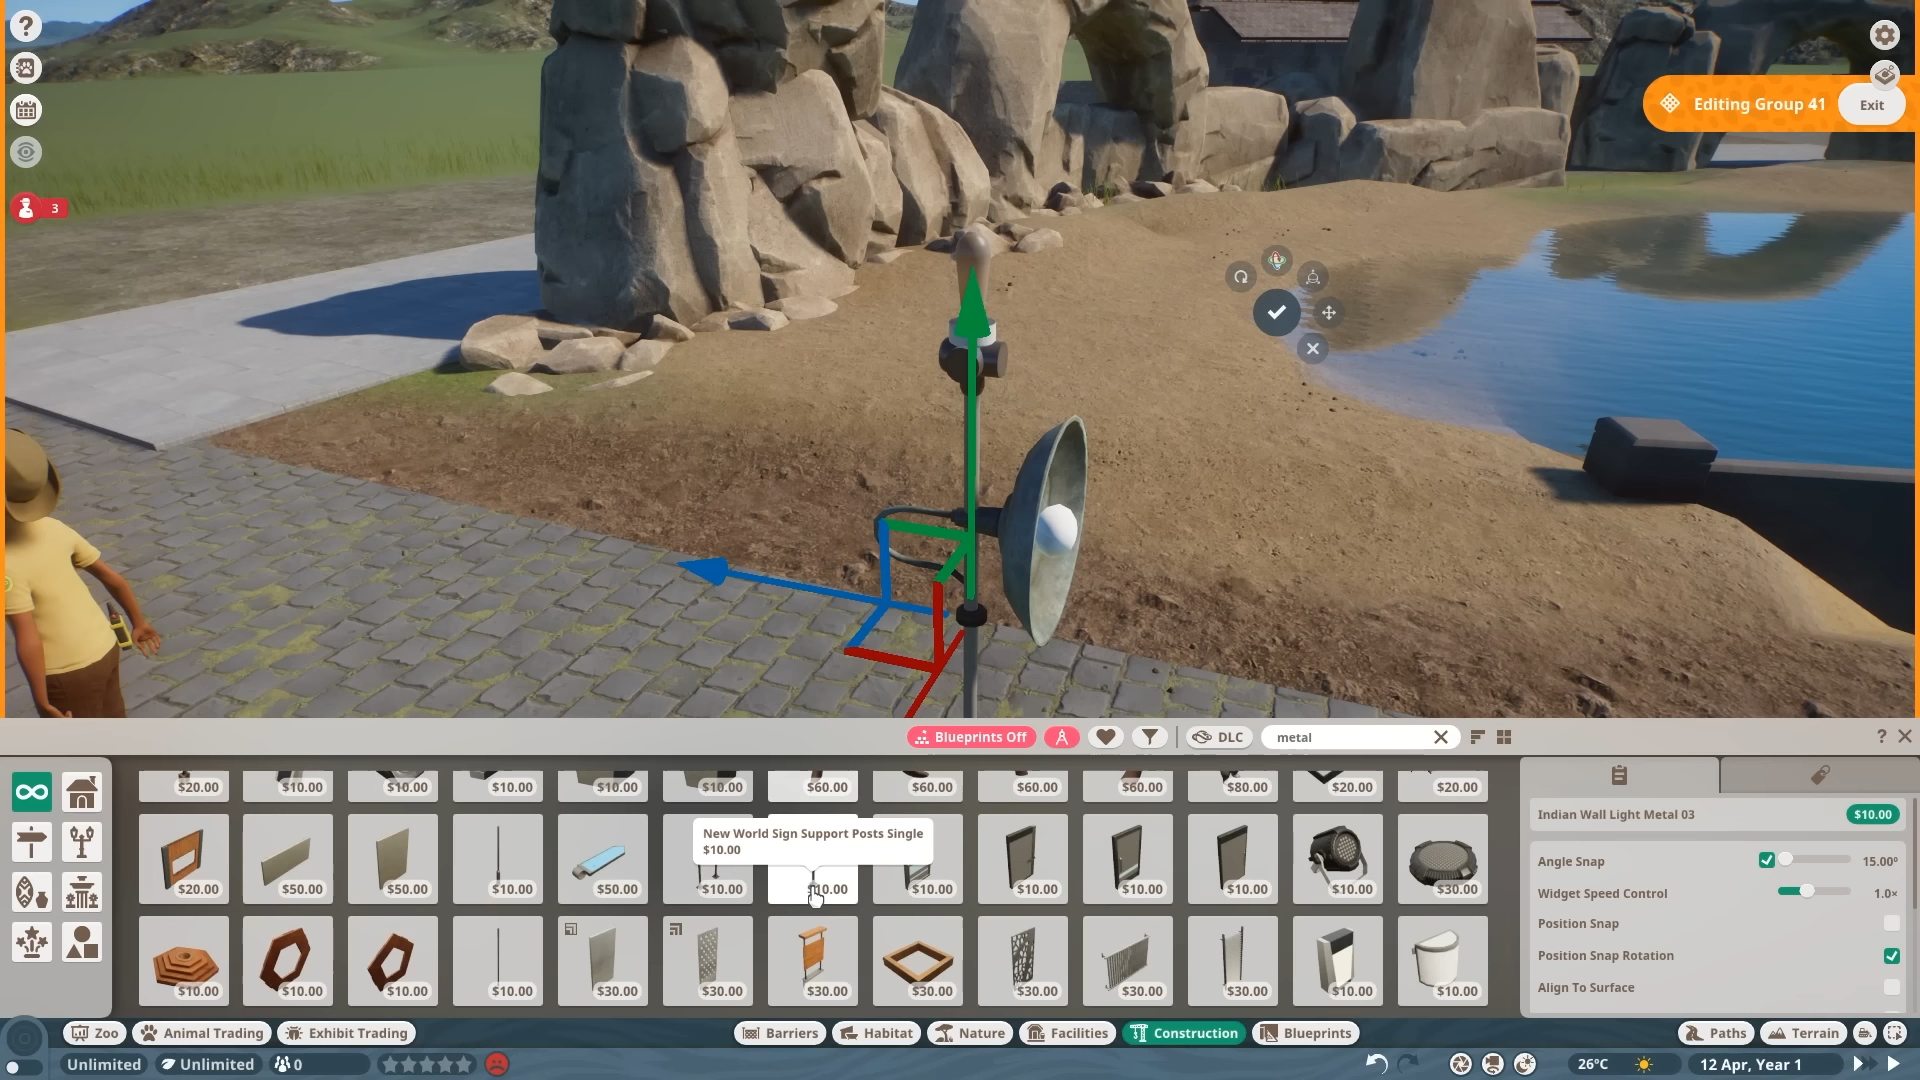 ?
Editing Group 41
Exit
3
Blueprints Off
DLC
metal
?
$20.00 $10.00 $10.00 $10.00 $10.00 $10.00 $60.00 $60.00 $60.00 $60.00 $80.00 $20.00 $20.00
New World Sign Support Posts Single
$10.00
$20.00 $50.00 $50.00 $10.00 $50.00 $10.00 $10.00 $10.00 $10.00 $10.00 $10.00 $10.00 $30.00
$10.00 $10.00 $10.00 $10.00 $30.00 $30.00 $30.00 $30.00 $30.00 $30.00 $30.00 $10.00 $10.00
Indian Wall Light Metal 03 $10.00
Angle Snap 15.00°
Widget Speed Control 1.0×
Position Snap
Position Snap Rotation
Align To Surface
Zoo Animal Trading Exhibit Trading Barriers Habitat Nature Facilities Construction Blueprints Paths Terrain
Unlimited Unlimited 0 26°C 12 Apr, Year 1